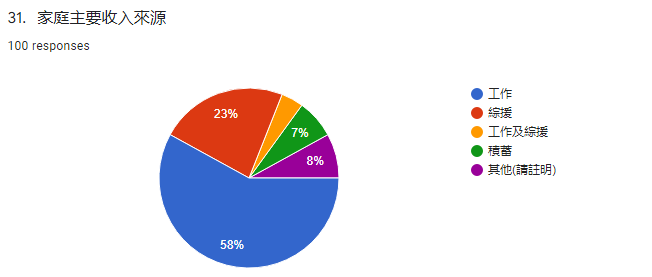 31. 家庭主要收入來源
100 responses
23%
7%
8%
58%
工作
綜援
工作及綜援
積蓄
其他(請註明)